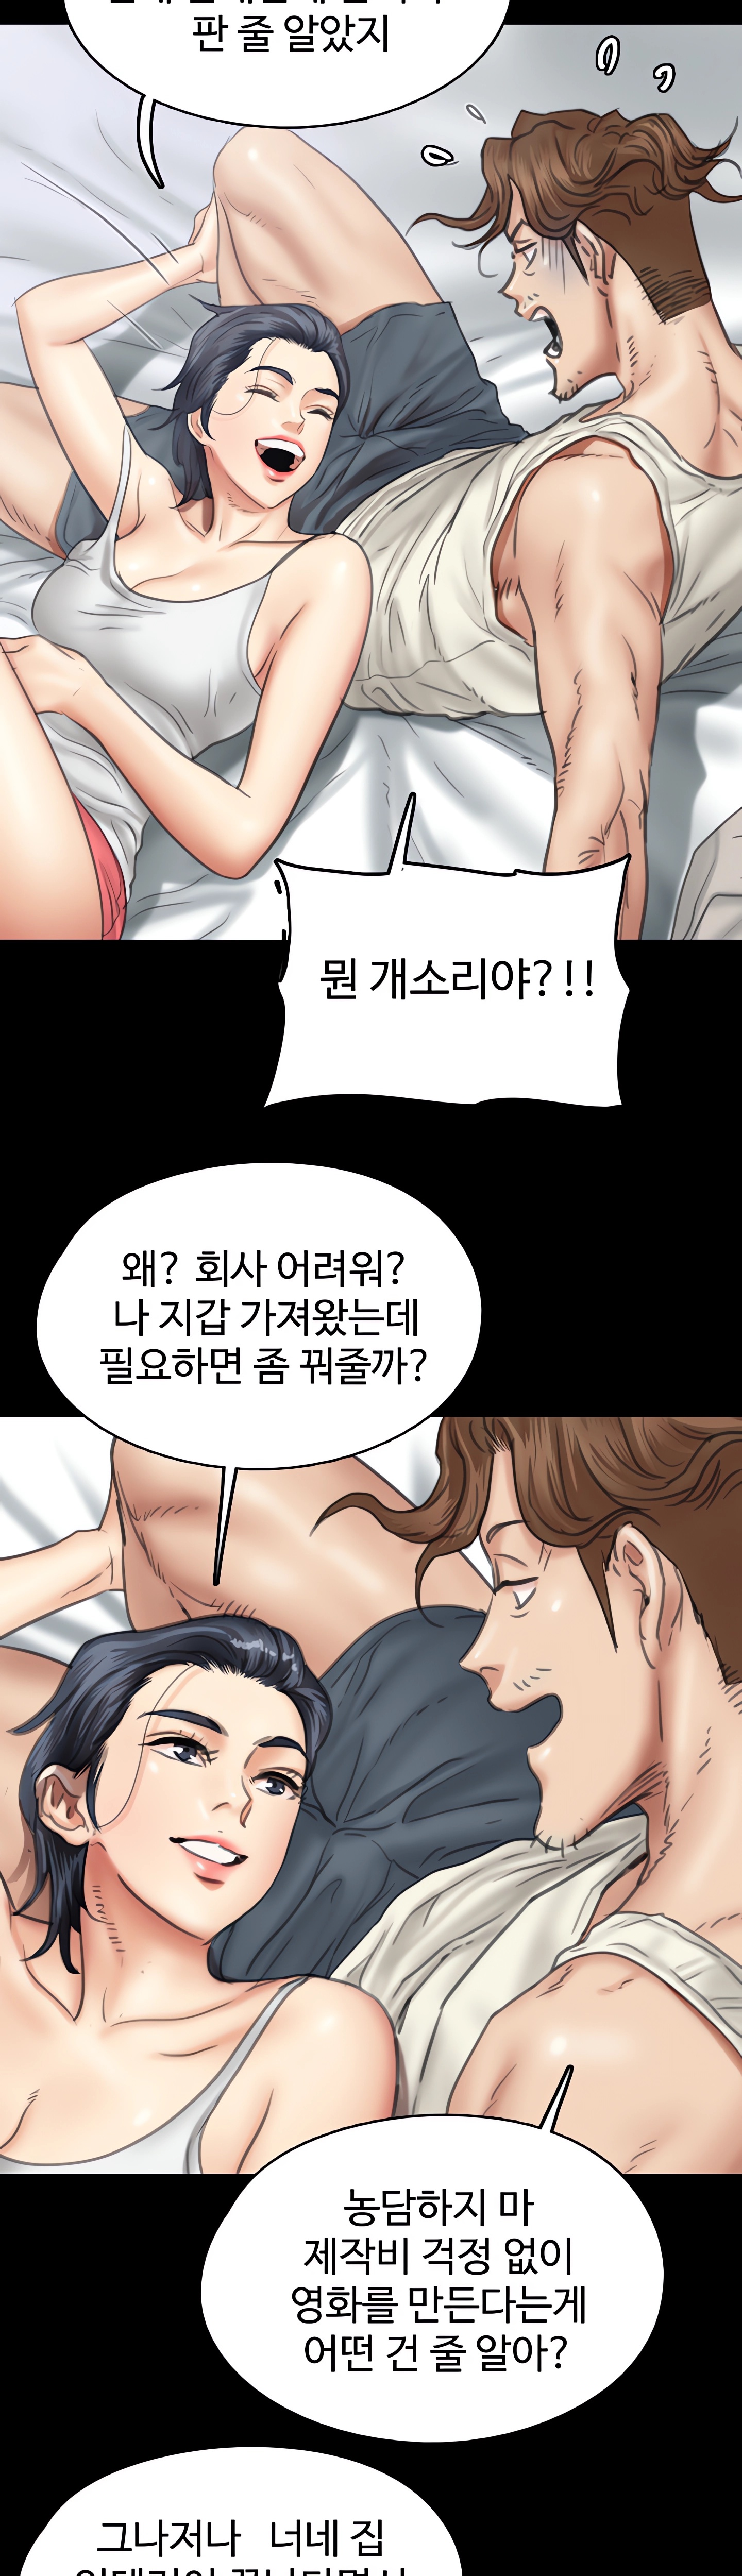 판 줄 알았지
뭔 개소리야?!!
왜? 회사 어려워?
나 지갑 가져왔는데
필요하면 좀 꿔줄까?
농담하지 마
제작비 걱정 없이
영화를 만든다는게
어떤 건 줄 알아?
그나저나 너네 집